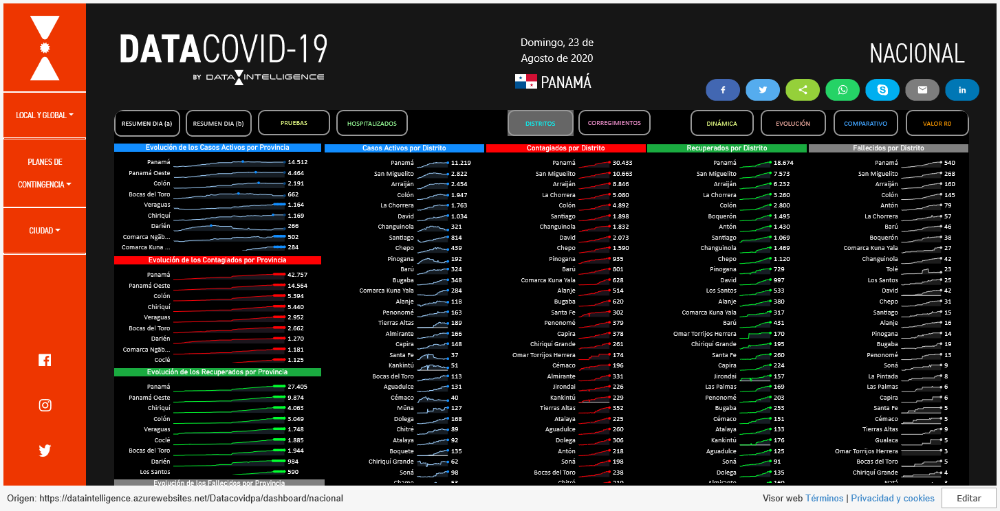 LOCAL Y GLOBAL
PLANES DE
CONTINGENCIA
CIUDAD
DATACOVID-19
BY DATA INTELLIGENCE
Domingo, 23 de
Agosto de 2020
PANAMÁ
NACIONAL
RESUMEN DIA (a)
RESUMEN DIA (b)
PRUEBAS
HOSPITALIZADOS
DISTRITOS
CORREGIMIENTOS
DINÁMICA
EVOLUCIÓN
COMPARATIVO
VALOR R0
Evolución de los Casos Activos por Provincia
Panamá 14.512
Panamá Oeste 4.464
Colón 2.191
Bocas del Toro 662
Veraguas 1.164
Chiriquí 1.169
Darién 266
Comarca Ngäb... 502
Comarca Kuna ... 284
Evolución de los Contagiados por Provincia
Panamá 42.757
Panamá Oeste 14.564
Colón 5.394
Chiriquí 5.440
Veraguas 2.952
Bocas del Toro 2.662
Darién 1.270
Comarca Ngäb... 1.181
Coclé 1.125
Evolución de los Recuperados por Provincia
Panamá 27.405
Panamá Oeste 9.874
Chiriquí 4.063
Colón 3.049
Veraguas 1.748
Coclé 1.885
Bocas del Toro 1.944
Darién 984
Los Santos 590
Evolución de los Fallecidos por Provincia
Casos Activos por Distrito
Panamá 11.219
San Miguelito 2.822
Arraiján 2.454
Colón 1.947
La Chorrera 1.763
David 1.034
Changuinola 321
Santiago 814
Chepo 439
Pinogana 192
Barú 324
Bugaba 348
Comarca Kuna Yala 284
Alanje 118
Penonomé 163
Tierras Altas 189
Almirante 166
Capira 148
Santa Fe 37
Kankintú 51
Bocas del Toro 113
Aguadulce 131
Cémaco 40
Müna 127
Dolega 168
Chitré 89
Atalaya 92
Boquete 135
Chiriquí Grande 62
Soná 98
Chame 53
Contagiados por Distrito
Panamá 30.433
San Miguelito 10.663
Arraiján 8.846
La Chorrera 5.080
Colón 4.892
Santiago 1.898
Changuinola 1.832
David 2.073
Chepo 1.590
Pinogana 935
Barú 801
Comarca Kuna Yala 628
Alanje 514
Bugaba 620
Santa Fe 302
Penonomé 379
Capira 378
Chiriquí Grande 261
Omar Torrijos Herrera 174
Cémaco 196
Almirante 331
Jirondai 226
Kankintú 229
Tierras Altas 352
Atalaya 225
Aguadulce 260
Dolega 306
Antón 218
Soná 198
Bocas del Toro 238
Chitré 210
Recuperados por Distrito
Panamá 18.674
San Miguelito 7.573
Arraiján 6.232
La Chorrera 3.260
Colón 2.800
Boquerón 1.495
Antón 1.430
Santiago 1.069
Changuinola 1.469
Chepo 1.120
Pinogana 729
David 997
Los Santos 533
Alanje 380
Comarca Kuna Yala 317
Barú 431
Omar Torrijos Herrera 170
Chiriquí Grande 195
Santa Fe 260
Capira 224
Jirondai 157
Las Palmas 169
Penonomé 203
Bugaba 253
Cémaco 151
Atalaya 133
Kankintú 176
Aguadulce 125
Soná 91
Dolega 135
Almirante 160
Fallecidos por Distrito
Panamá 540
San Miguelito 268
Arraiján 160
Colón 145
Antón 79
La Chorrera 57
Barú 46
Boquerón 38
Comarca Kuna Yala 27
Changuinola 42
Tolé 23
Los Santos 25
David 42
Chepo 31
Santiago 15
Alanje 16
Pinogana 14
Bugaba 19
Penonomé 13
Soná 9
La Pintada 8
Las Palmas 6
Capira 6
Santa Fe 5
Cémaco 5
Tierras Altas 9
Gualaca 5
Omar Torrijos Herrera 3
Bocas del Toro 5
Chiriquí Grande 4
Natá 3
Origen: https://dataintelligence.azurewebsites.net/Datacovidpa/dashboard/nacional
Visor web Términos | Privacidad y cookies
Editar